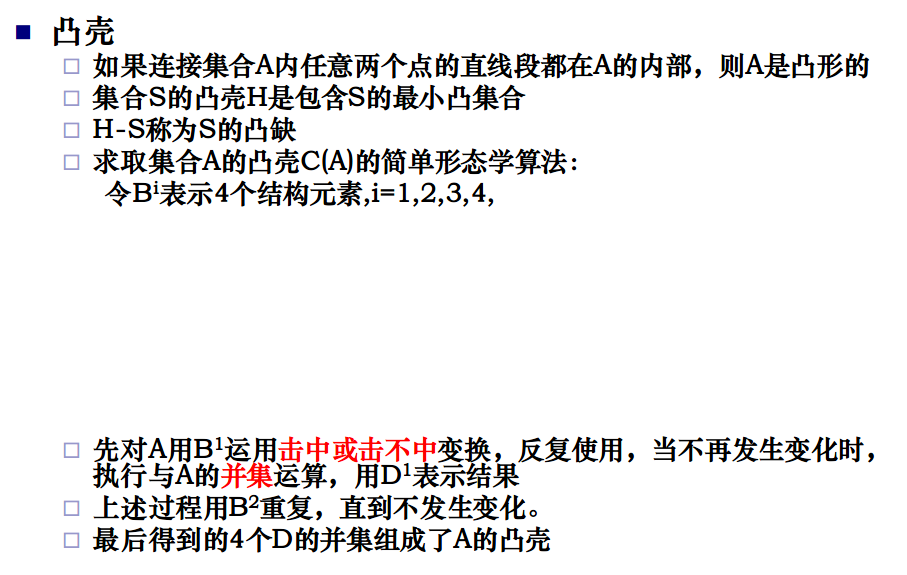 凸壳
如果连接集合A内任意两个点的直线段都在A的内部，则A是凸形的
集合S的凸壳H是包含S的最小凸集合
H-S称为S的凸缺
求取集合A的凸壳C(A)的简单形态学算法：
令Bⁱ表示4个结构元素,i=1,2,3,4,
先对A用B¹运用击中或击不中变换，反复使用，当不再发生变化时，
执行与A的并集运算，用D¹表示结果
上述过程用B²重复，直到不发生变化。
最后得到的4个D的并集组成了A的凸壳